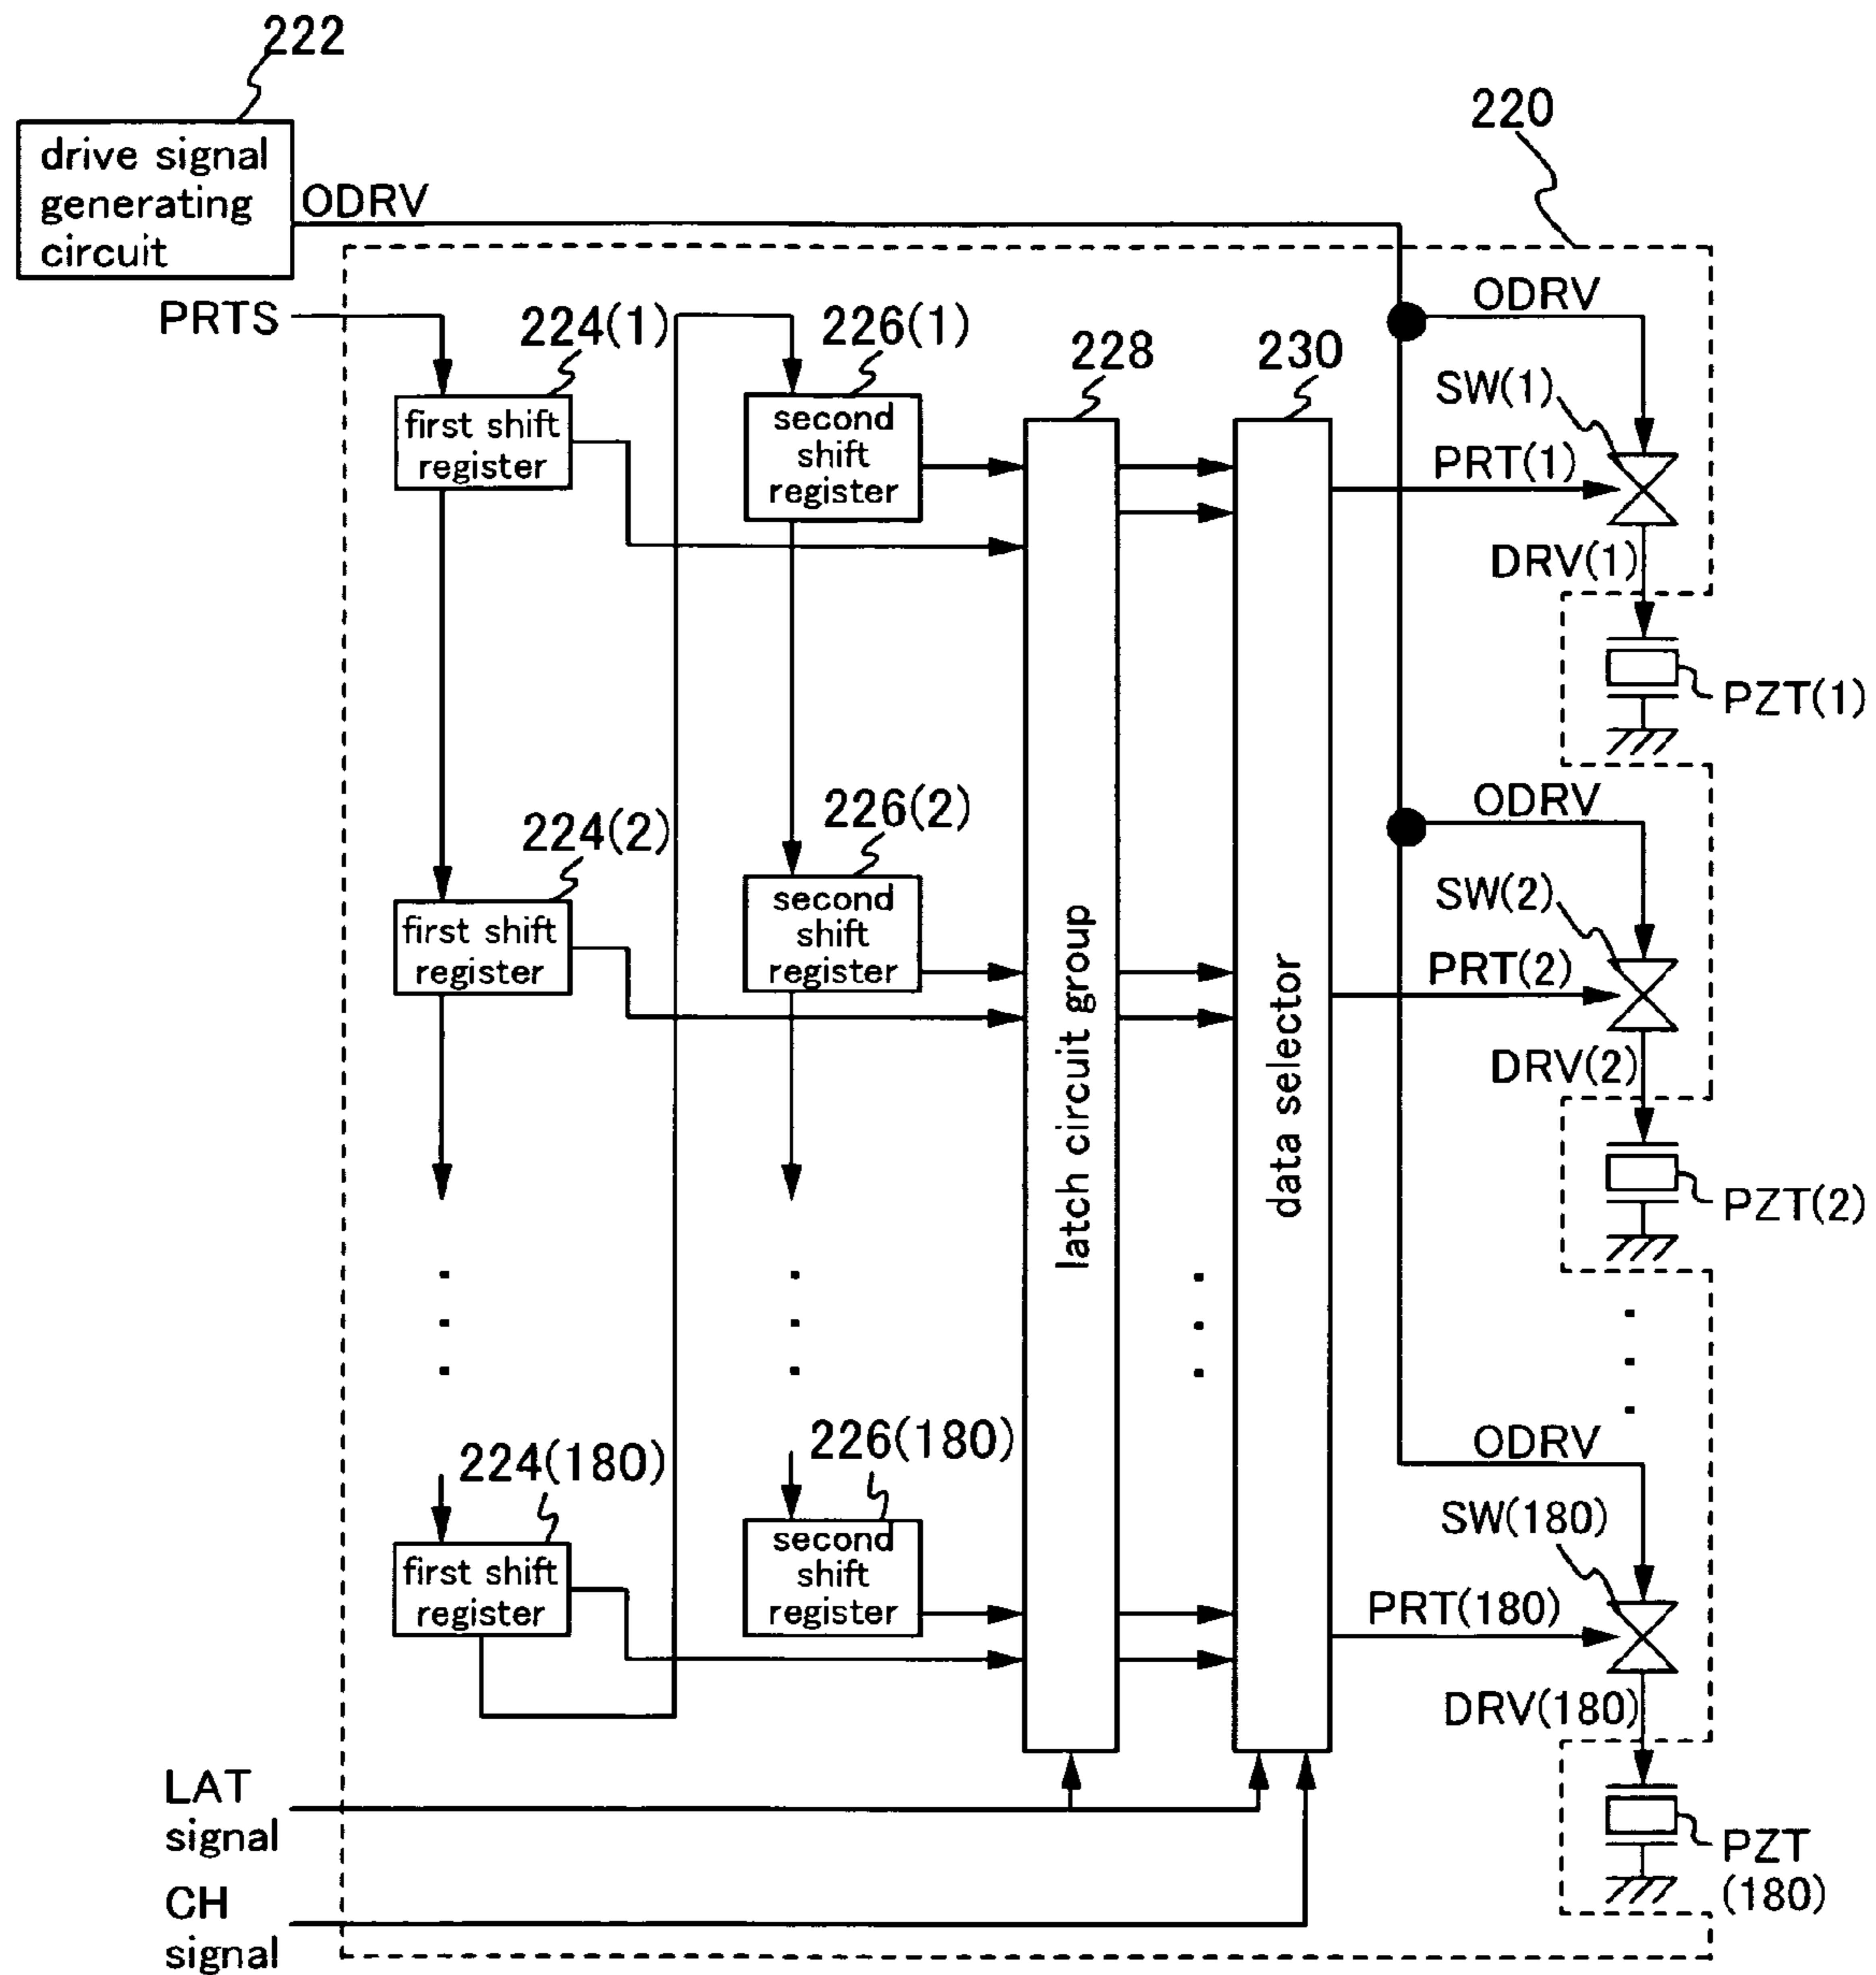 222
220
drive signal
generating
circuit
ODRV
PRTS
224(1)
226(1)
228
230
ODRV
SW(1)
first shift
register
second
shift
register
PRT(1)
DRV(1)
PZT(1)
224(2)
226(2)
ODRV
SW(2)
first shift
register
second
shift
register
latch circuit group
data selector
PRT(2)
DRV(2)
PZT(2)
224(180)
226(180)
ODRV
SW(180)
first shift
register
second
shift
register
PRT(180)
DRV(180)
LAT
signal
PZT
(180)
CH
signal